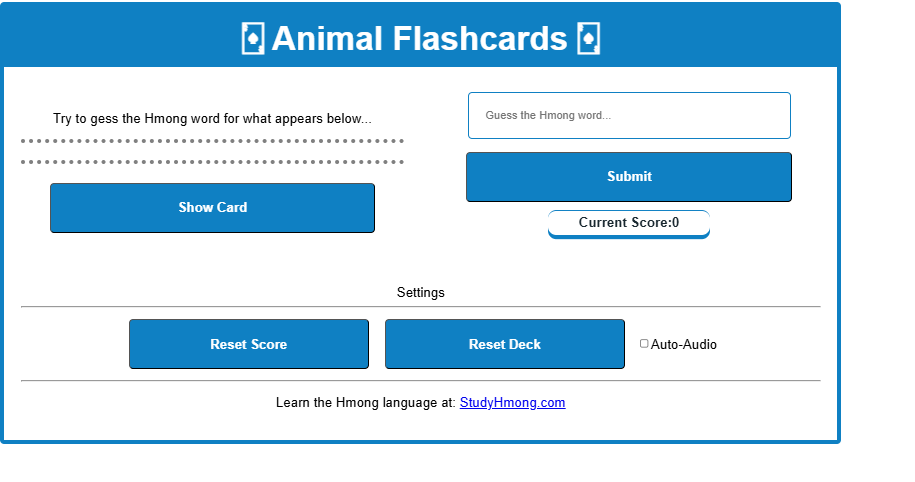 🂡 Animal Flashcards 🂡
Try to gess the Hmong word for what appears below...
Show Card
Guess the Hmong word...
Submit
Current Score:0
Settings
Reset Score
Reset Deck
Auto-Audio
Learn the Hmong language at: StudyHmong.com